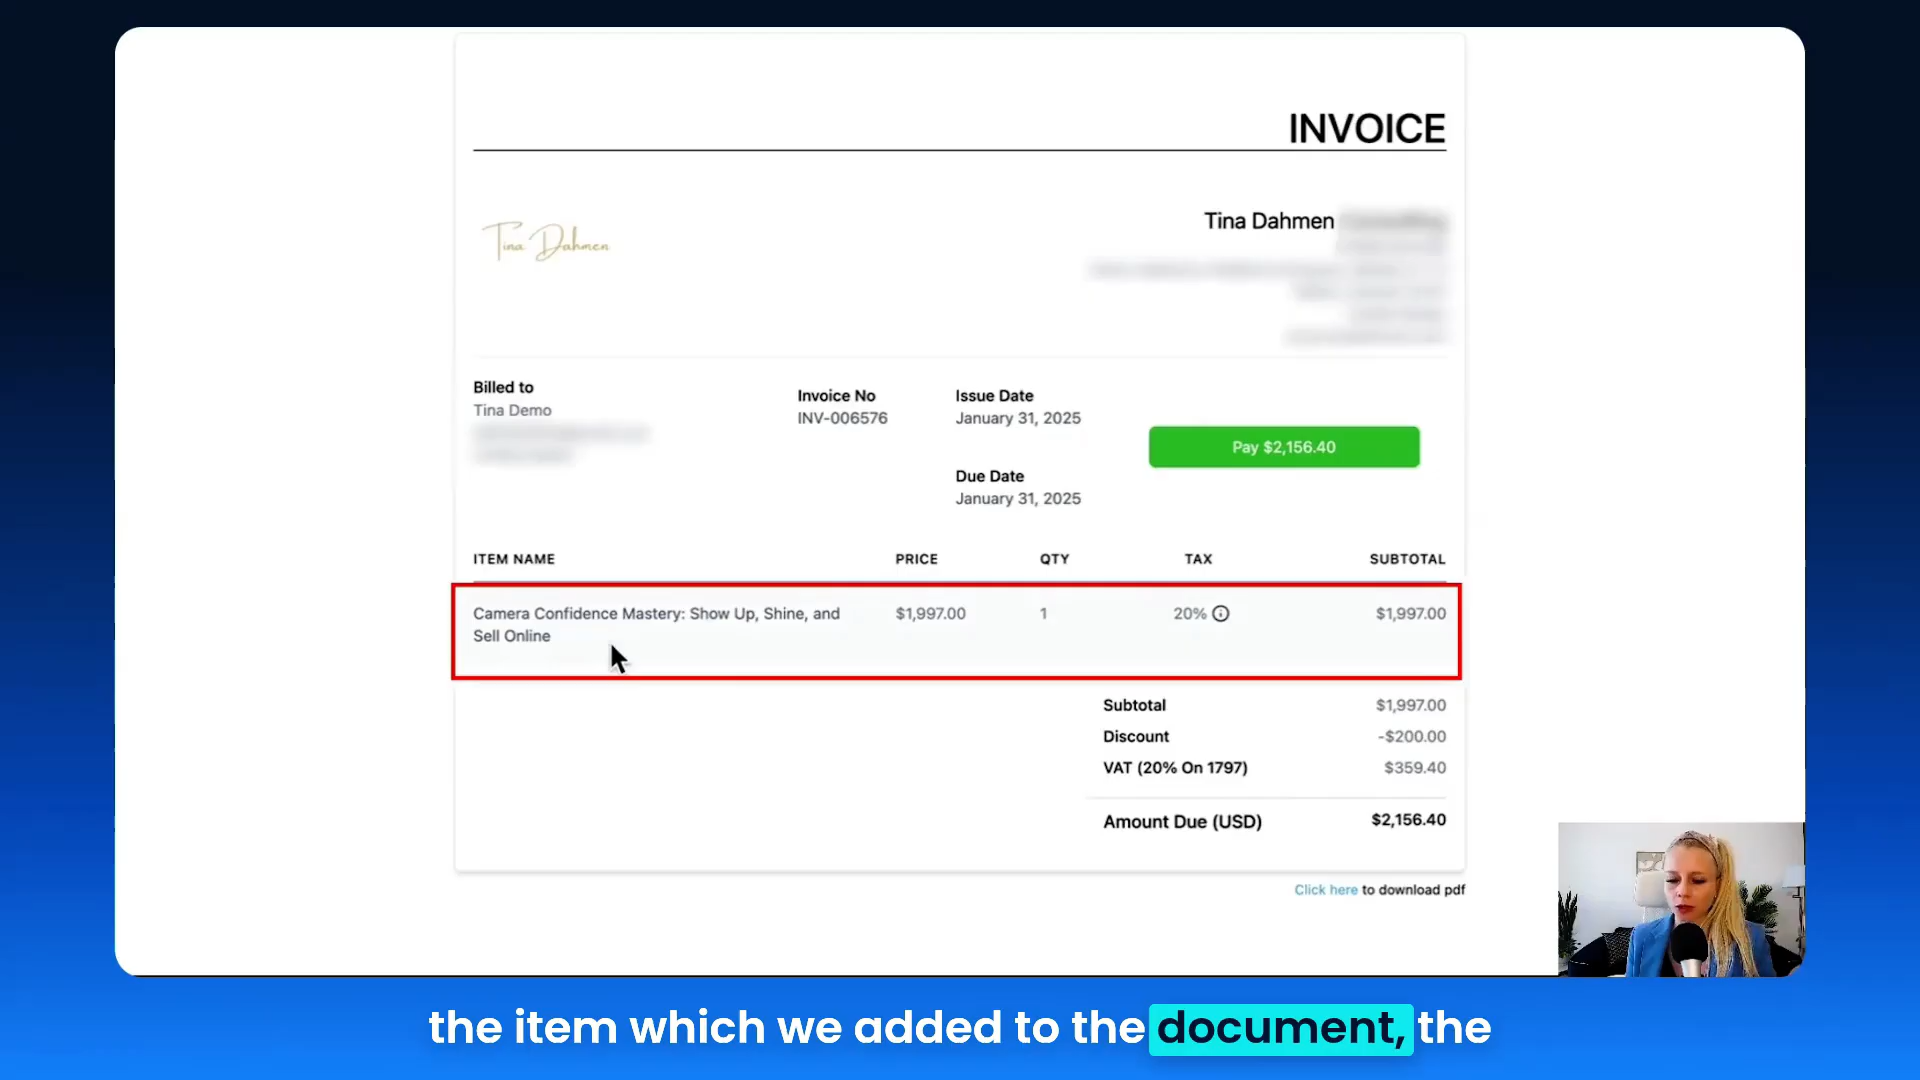 INVOICE
Tina Dahmen
Tina Dahmen
Billed to
Tina Demo
Invoice No
INV-006576
Issue Date
January 31, 2025
Due Date
January 31, 2025
Pay $2,156.40
ITEM NAME PRICE QTY TAX SUBTOTAL
Camera Confidence Mastery: Show Up, Shine, and $1,997.00 1 20% $1,997.00
Sell Online
Subtotal $1,997.00
Discount -$200.00
VAT (20% On 1797) $359.40
Amount Due (USD) $2,156.40
Click here to download pdf
the item which we added to the document, the